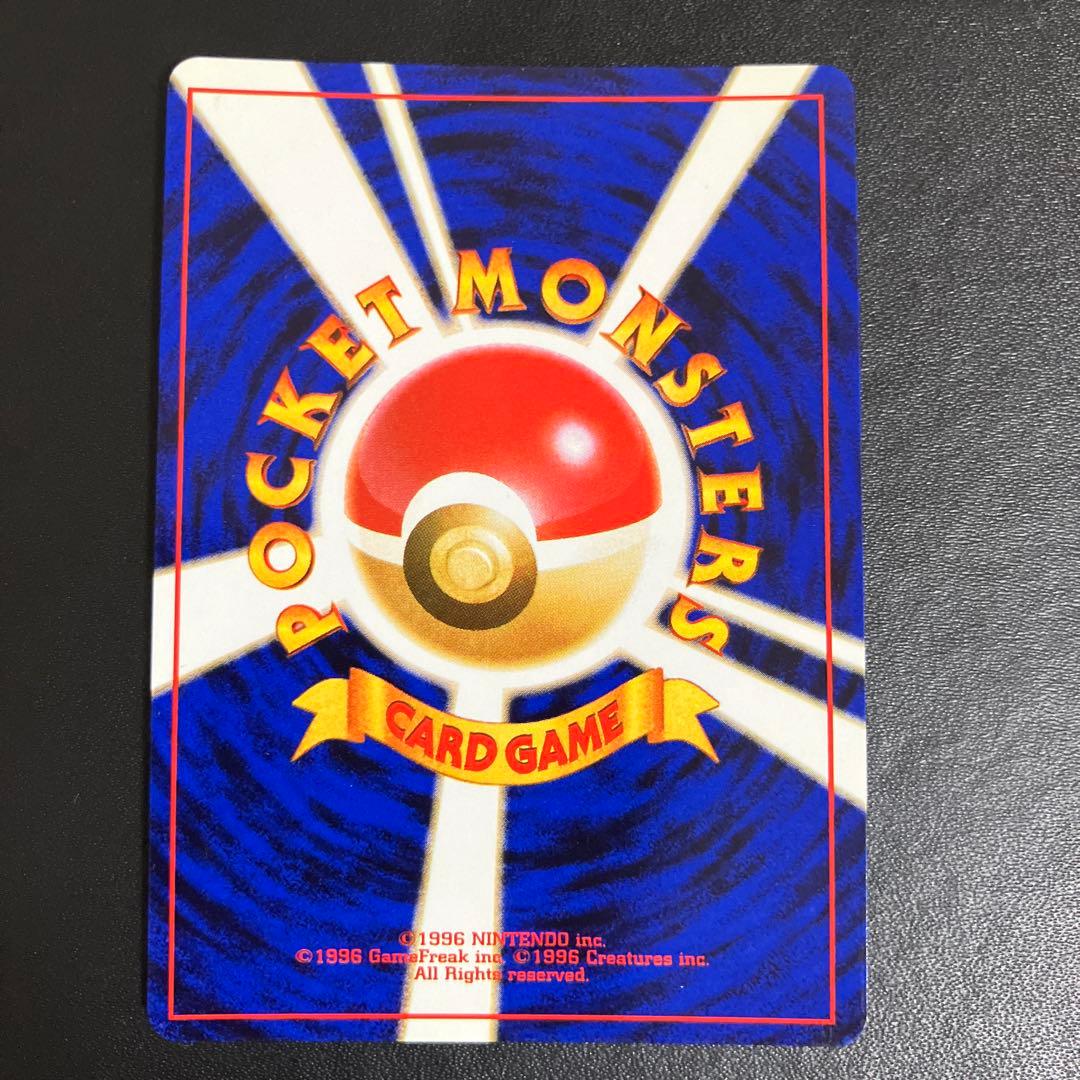 POCKET MONSTERS
CARD GAME
©1996 NINTENDO inc.
©1996 GameFreak inc. ©1996 Creatures inc.
All Rights reserved.